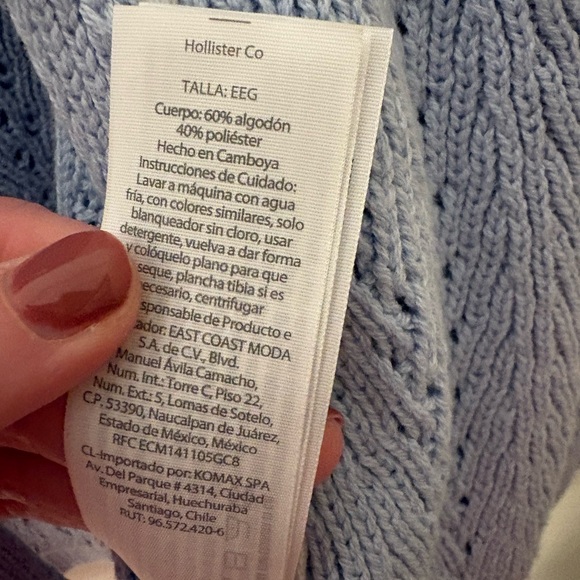 Hollister Co
TALLA: EEG
Cuerpo: 60% algodón
40% poliéster
Hecho en Camboya
Instrucciones de Cuidado:
Lavar a máquina con agua
fría, con colores similares, solo
blanqueador sin cloro, usar
detergente, vuelva a dar forma
y colóquelo plano para que
seque, plancha tibia si es
ecesario, centrifugar
sponsable de Producto e
ador: EAST COAST MODA
S.A. de C.V., Blvd.
Manuel Ávila Camacho,
Num. Int.: Torre C, Piso 22,
Num. Ext.: 5, Lomas de Sotelo,
C.P. 53390, Naucalpan de Juárez,
Estado de México, México
RFC ECM141105GC8
CL-Importado por: KOMAX SPA
Av. Del Parque # 4314, Ciudad
Empresarial, Huechuraba
Santiago, Chile
RUT: 96.572.420-6